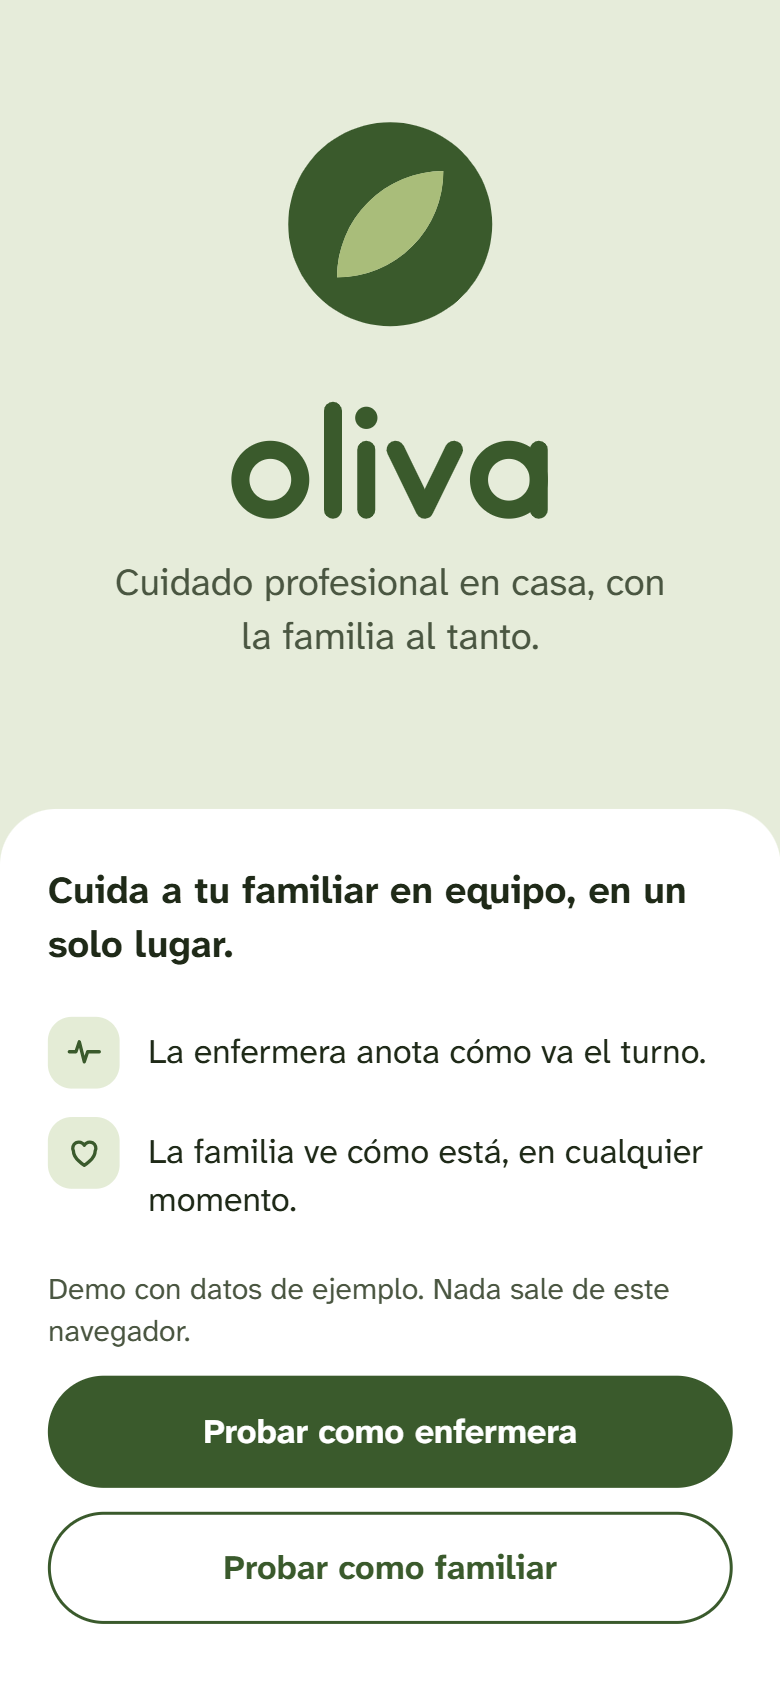 oliva
Cuidado profesional en casa, con
la familia al tanto.
Cuida a tu familiar en equipo, en un
solo lugar.
La enfermera anota cómo va el turno.
La familia ve cómo está, en cualquier
momento.
Demo con datos de ejemplo. Nada sale de este
navegador.
Probar como enfermera
Probar como familiar